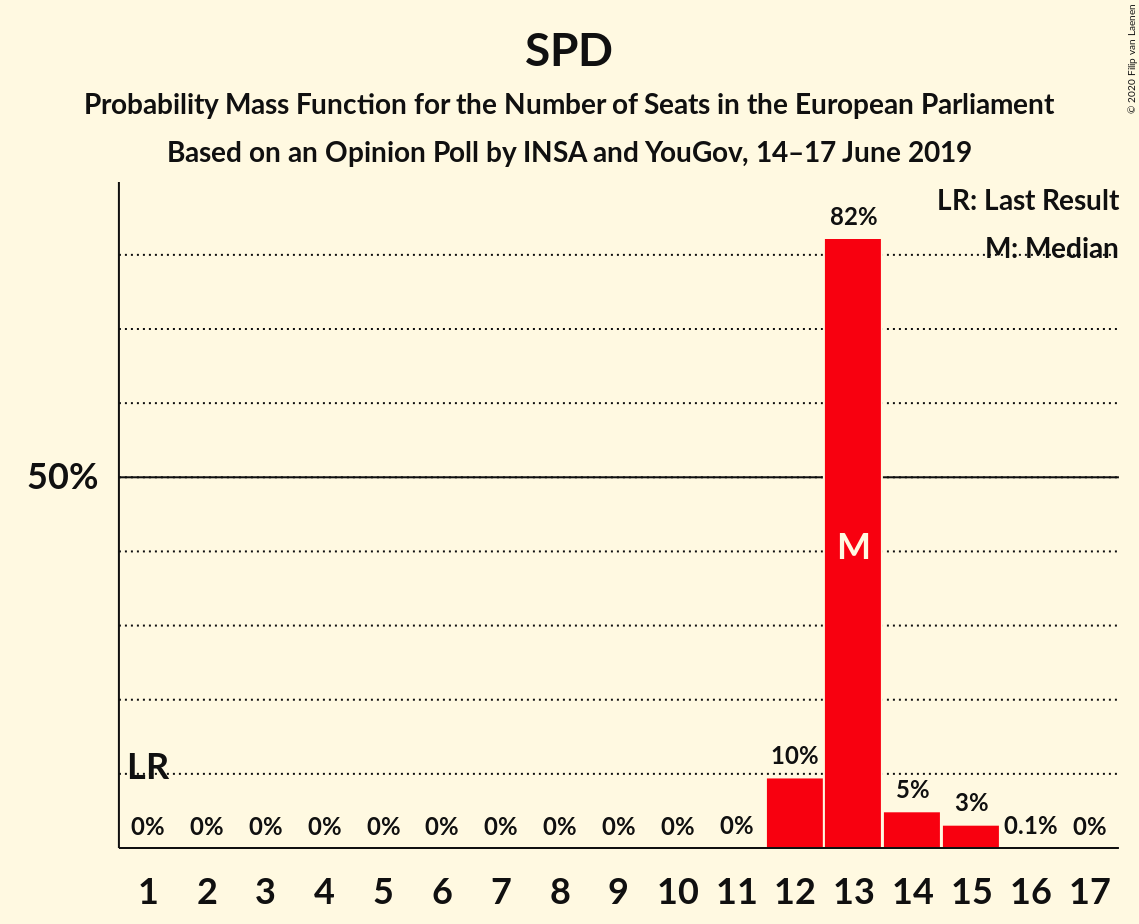 SPD
Probability Mass Function for the Number of Seats in the European Parliament
Based on an Opinion Poll by INSA and YouGov, 14–17 June 2019
© 2020 Filip van Laenen
LR: Last Result
M: Median
82%
50%
M
LR
10%
5%
3%
0% 0% 0% 0% 0% 0% 0% 0% 0% 0% 0% 0.1% 0%
1 2 3 4 5 6 7 8 9 10 11 12 13 14 15 16 17